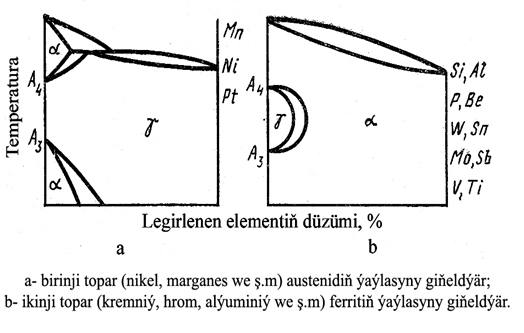 Temperatura
A₄
A₃
α
α
γ
Mn
Ni
Pt
A₄
A₃
γ
α
Si, Al
P, Be
W, Sn
Mo, Sb
V, Ti
Legirlenen elementiň düzümi, %
a b
a- birinji topar (nikel, marganes we ş.m) austenidiň ýaýlasyny giňeldýär;
b- ikinji topar (kremniý, hrom, alýuminiý we ş.m) ferritiň ýaýlasyny giňeldýär.